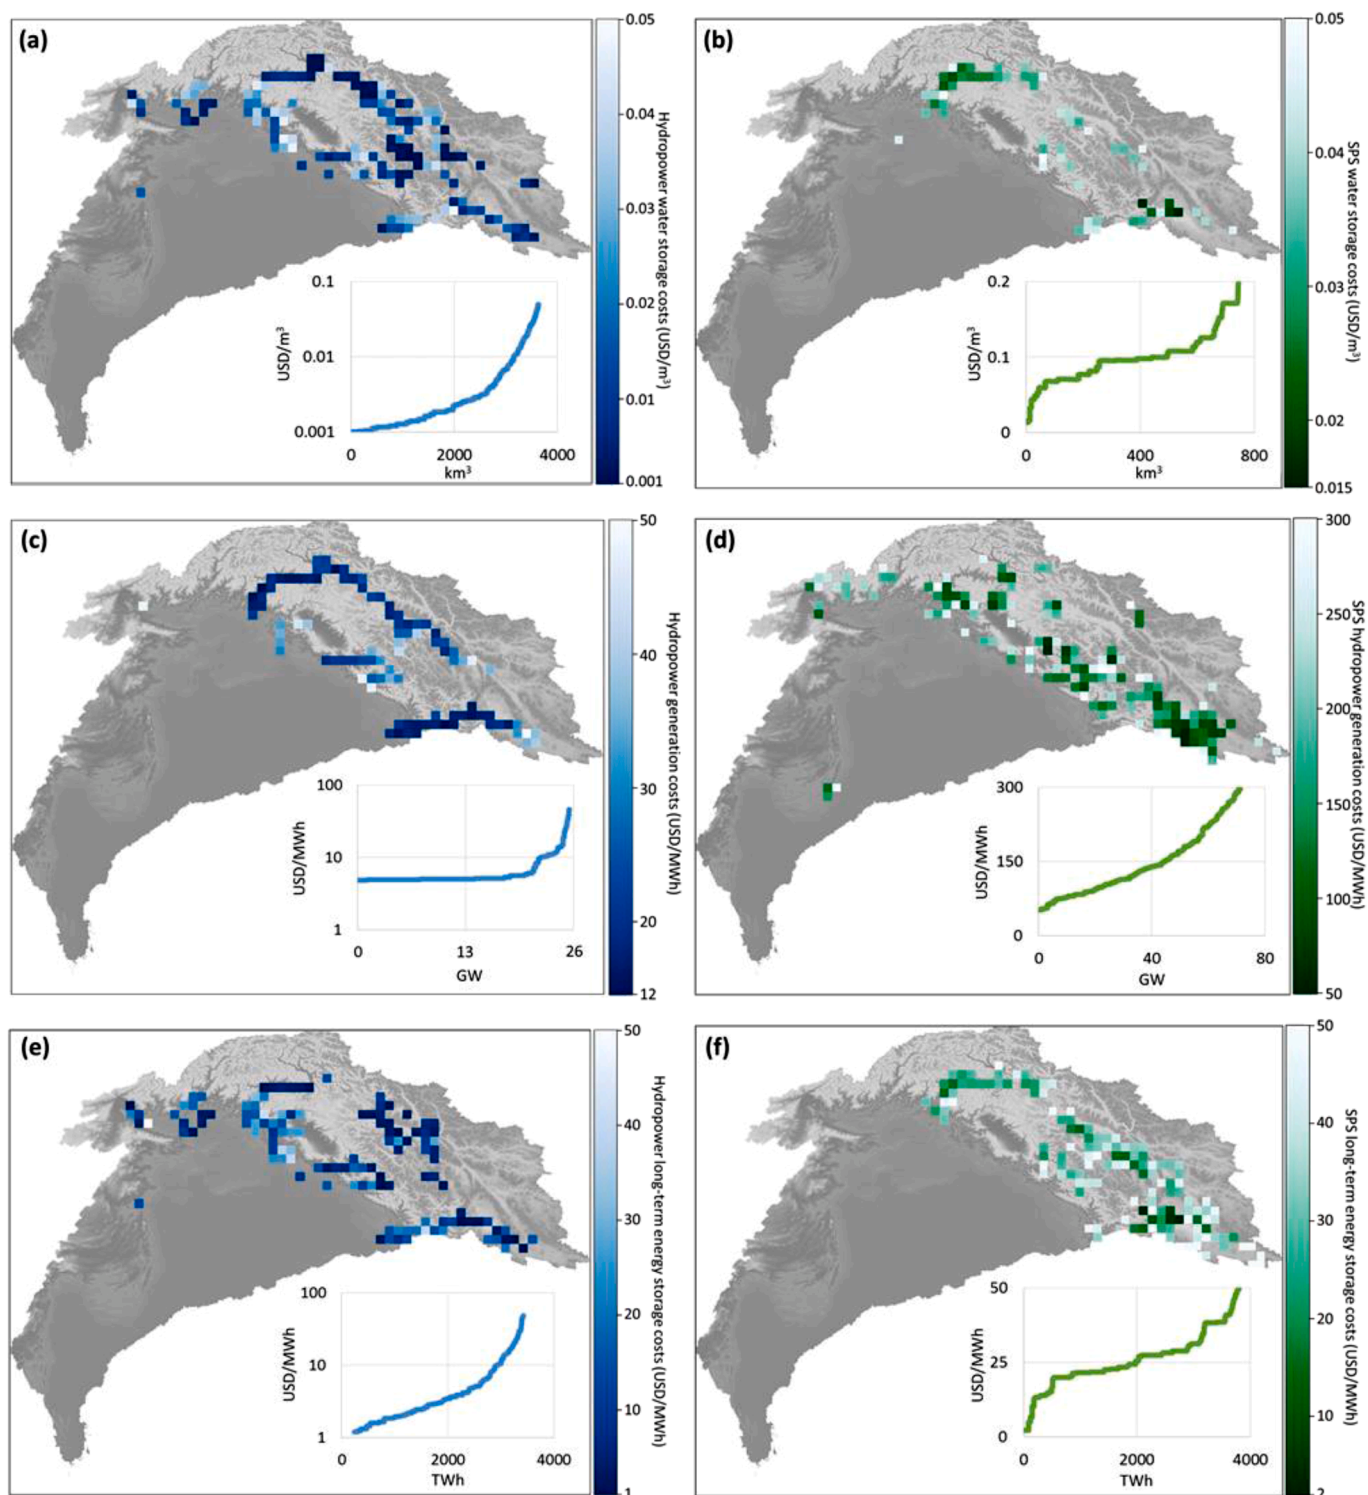 (a)
0.05
0.04
0.03
0.02
0.01
0.001
Hydropower water storage costs (USD/m³)
USD/m³
0.1
0.01
0.001
0
2000
4000
km³
(b)
0.05
0.04
0.03
0.02
0.015
SPS water storage costs (USD/m³)
USD/m³
0.2
0.1
0
0
400
800
km³
(c)
50
40
30
20
12
Hydropower generation costs (USD/MWh)
USD/MWh
100
10
1
0
13
26
GW
(d)
300
250
200
150
100
50
SPS hydropower generation costs (USD/MWh)
USD/MWh
300
150
0
0
40
80
GW
(e)
50
40
30
20
10
1
Hydropower long-term energy storage costs (USD/MWh)
USD/MWh
100
10
1
0
2000
4000
TWh
(f)
50
40
30
20
10
2
SPS long-term energy storage costs (USD/MWh)
USD/MWh
50
25
0
0
2000
4000
TWh